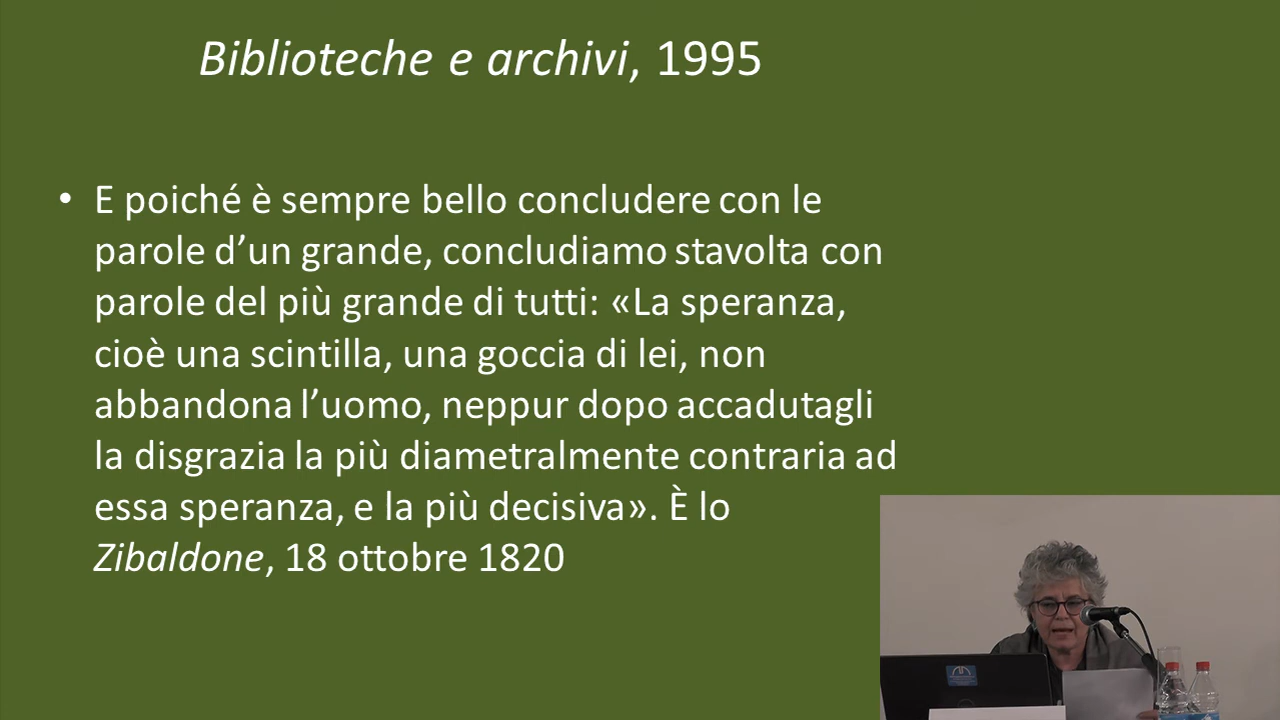 Biblioteche e archivi, 1995
• E poiché è sempre bello concludere con le
parole d’un grande, concludiamo stavolta con
parole del più grande di tutti: «La speranza,
cioè una scintilla, una goccia di lei, non
abbandona l’uomo, neppur dopo accadutagli
la disgrazia la più diametralmente contraria ad
essa speranza, e la più decisiva». È lo
Zibaldone, 18 ottobre 1820